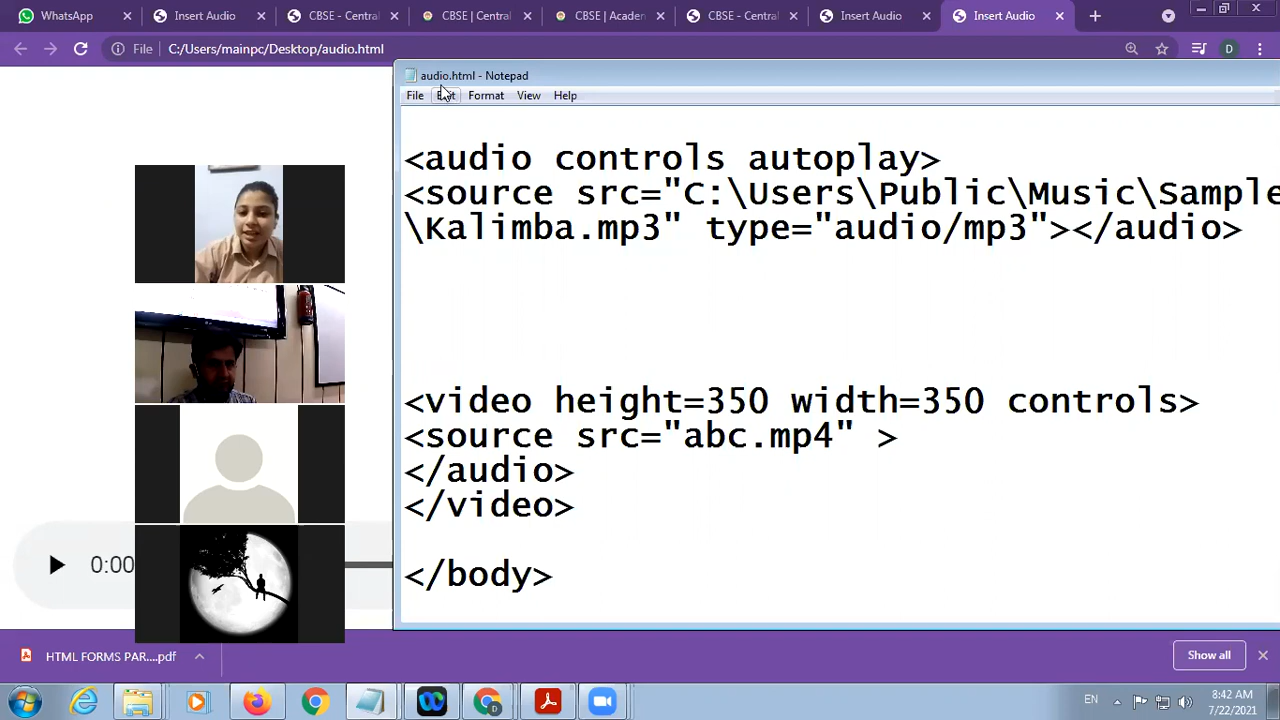 WhatsApp
Insert Audio
CBSE - Central
CBSE | Central
CBSE | Academ
CBSE - Central
Insert Audio
Insert Audio
File
C:/Users/mainpc/Desktop/audio.html
D
audio.html - Notepad
File Edit Format View Help
<audio controls autoplay>
<source src="C:\Users\Public\Music\Sample
\Kalimba.mp3" type="audio/mp3"></audio>
<video height=350 width=350 controls>
<source src="abc.mp4" >
</audio>
</video>
</body>
0:00
HTML FORMS PAR....pdf
Show all
EN
8:42 AM
7/22/2021